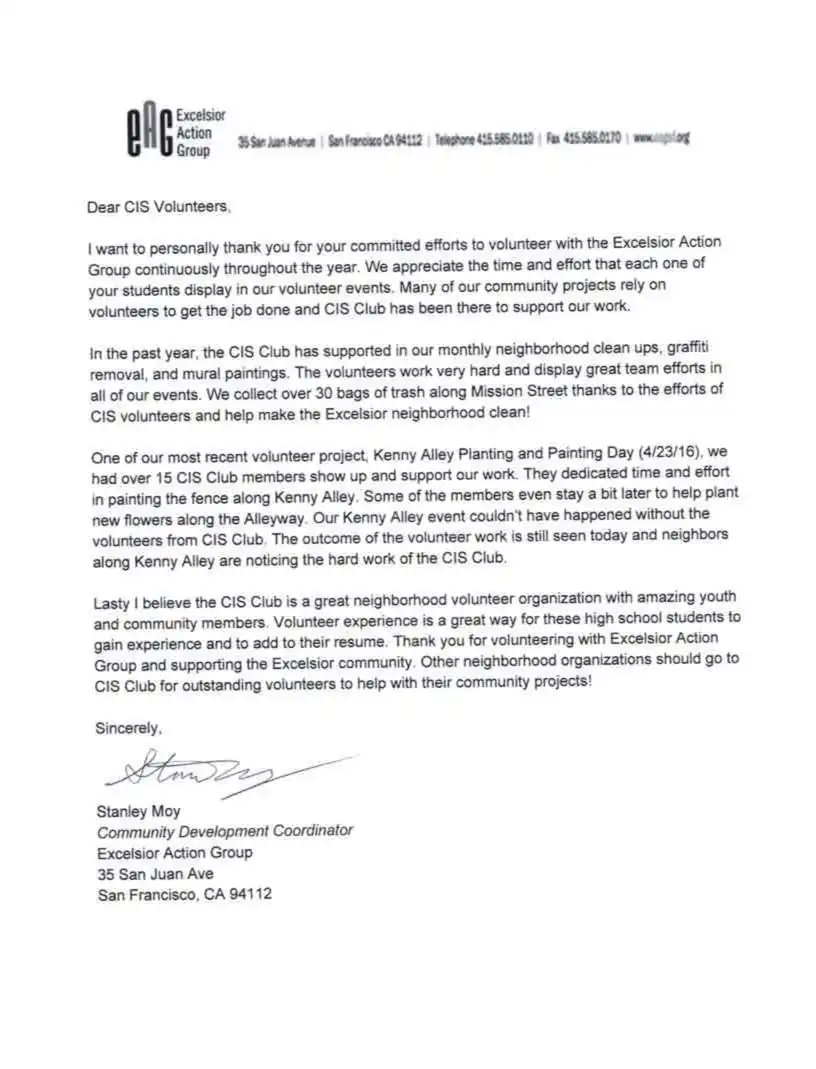 eAG Excelsior
Action
Group
35 San Juan Avenue | San Francisco CA 94112 | Telephone 415.585.0110 | Fax 415.585.0170 | www. .org
Dear CIS Volunteers,
I want to personally thank you for your committed efforts to volunteer with the Excelsior Action
Group continuously throughout the year. We appreciate the time and effort that each one of
your students display in our volunteer events. Many of our community projects rely on
volunteers to get the job done and CIS Club has been there to support our work.
In the past year, the CIS Club has supported in our monthly neighborhood clean ups, graffiti
removal, and mural paintings. The volunteers work very hard and display great team efforts in
all of our events. We collect over 30 bags of trash along Mission Street thanks to the efforts of
CIS volunteers and help make the Excelsior neighborhood clean!
One of our most recent volunteer project, Kenny Alley Planting and Painting Day (4/23/16), we
had over 15 CIS Club members show up and support our work. They dedicated time and effort
in painting the fence along Kenny Alley. Some of the members even stay a bit later to help plant
new flowers along the Alleyway. Our Kenny Alley event couldn't have happened without the
volunteers from CIS Club. The outcome of the volunteer work is still seen today and neighbors
along Kenny Alley are noticing the hard work of the CIS Club.
Lasty I believe the CIS Club is a great neighborhood volunteer organization with amazing youth
and community members. Volunteer experience is a great way for these high school students to
gain experience and to add to their resume. Thank you for volunteering with Excelsior Action
Group and supporting the Excelsior community. Other neighborhood organizations should go to
CIS Club for outstanding volunteers to help with their community projects!
Sincerely,
Stanley Moy
Community Development Coordinator
Excelsior Action Group
35 San Juan Ave
San Francisco, CA 94112